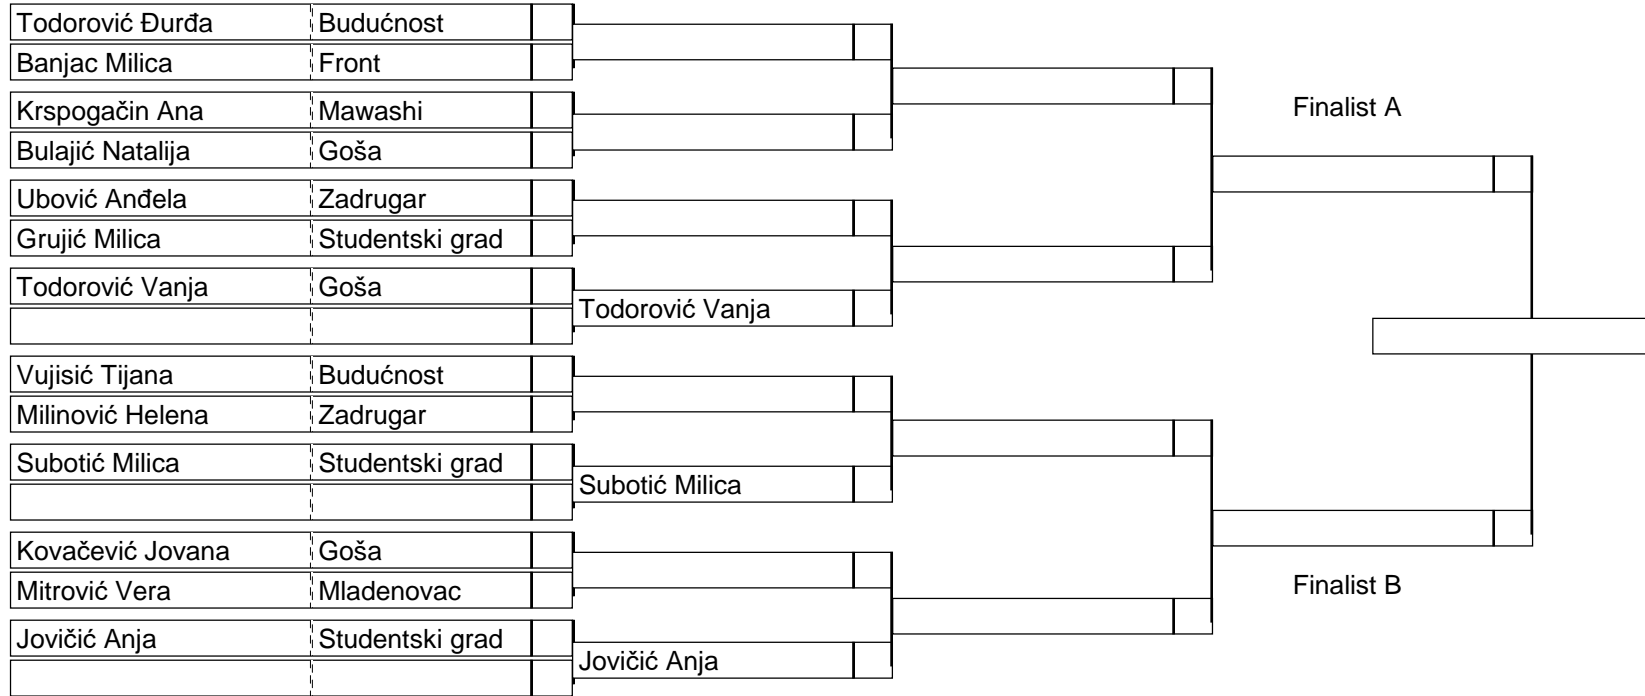 Todorović Đurđa Budućnost
Banjac Milica Front
Krspogačin Ana Mawashi
Finalist A
Bulajić Natalija Goša
Ubović Anđela Zadrugar
Grujić Milica Studentski grad
Todorović Vanja Goša
Todorović Vanja
Vujisić Tijana Budućnost
Milinović Helena Zadrugar
Subotić Milica Studentski grad
Subotić Milica
Kovačević Jovana Goša
Mitrović Vera Mladenovac
Finalist B
Jovičić Anja Studentski grad
Jovičić Anja